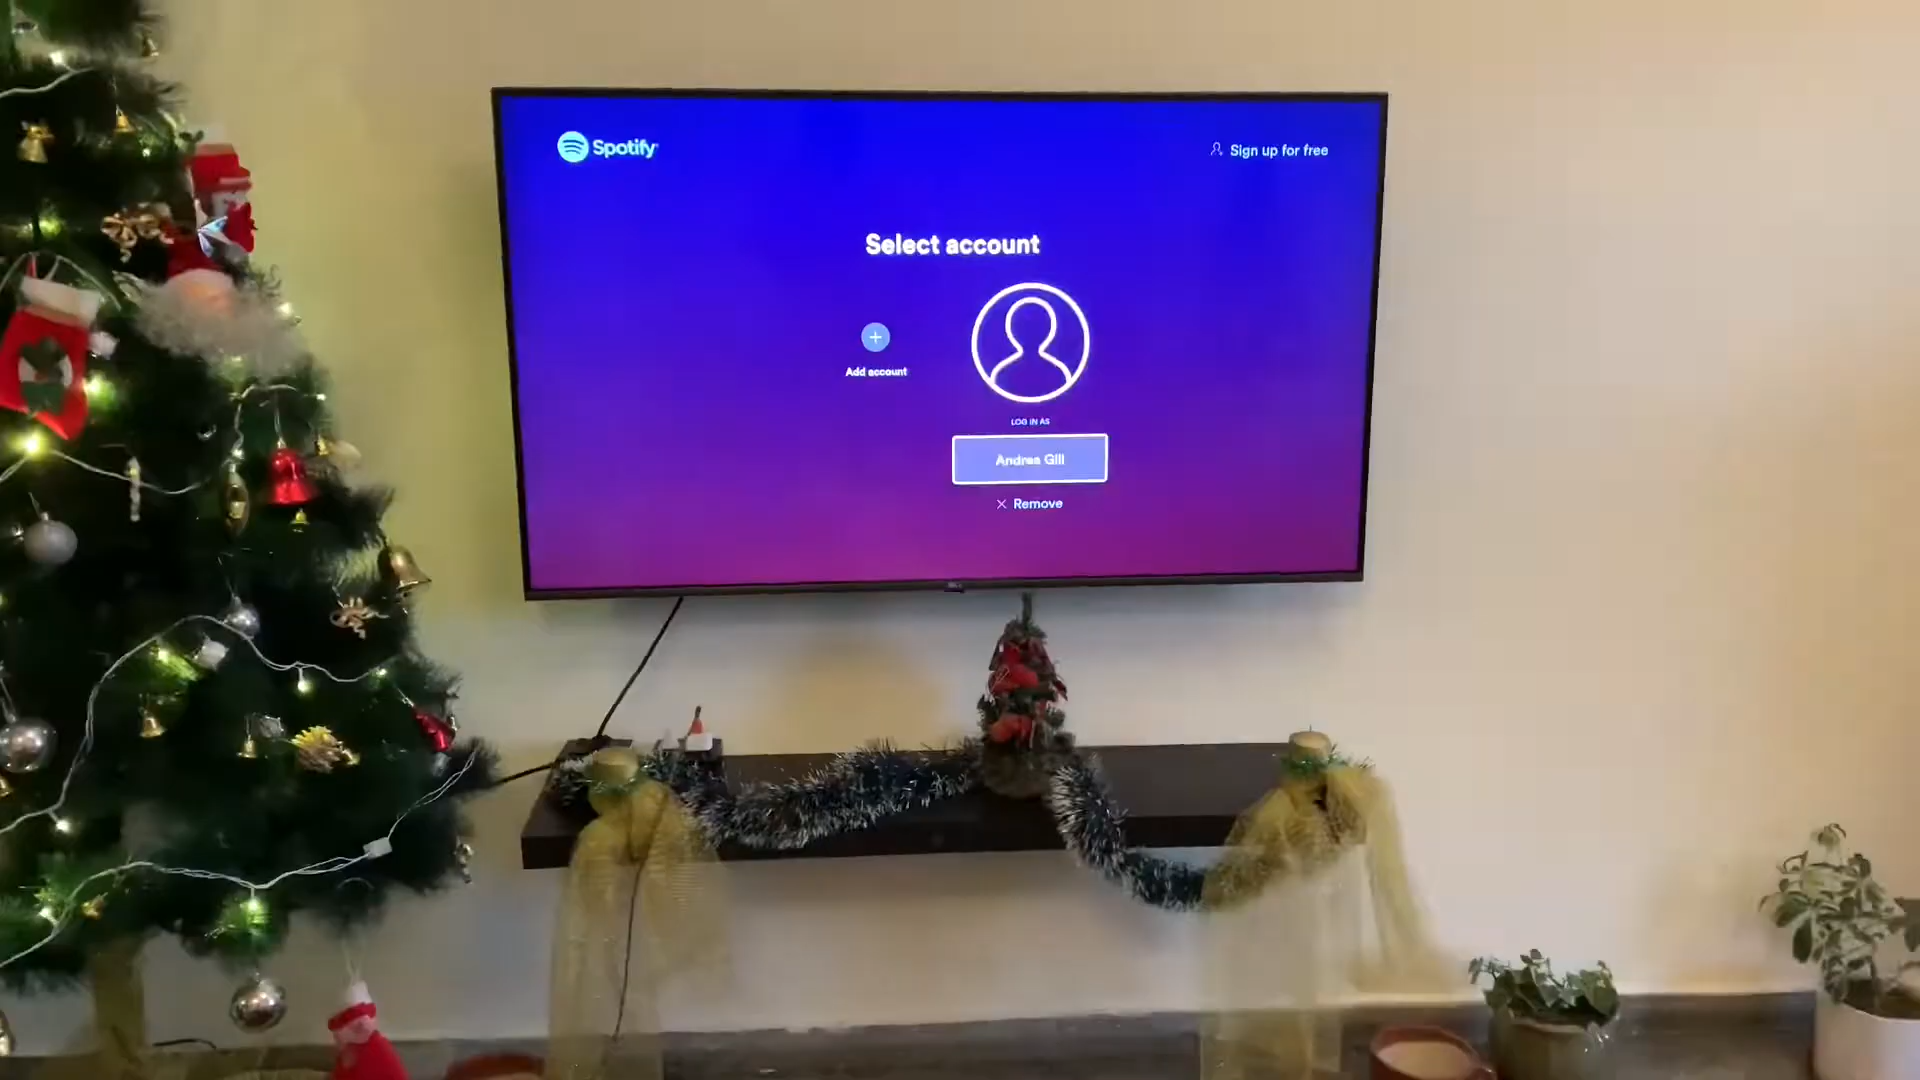 Spotify
Sign up for free
Select account
Add account
LOG IN AS
Andrea Gill
Remove